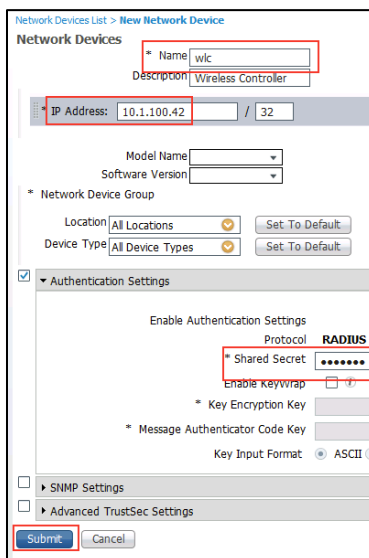 Network Devices List > New Network Device
Network Devices
* Name wlc
Description Wireless Controller
* IP Address: 10.1.100.42 / 32
Model Name
Software Version
* Network Device Group
Location All Locations Set To Default
Device Type All Device Types Set To Default
Authentication Settings
Enable Authentication Settings
Protocol RADIUS
* Shared Secret •••••••
Enable KeyWrap
* Key Encryption Key
* Message Authenticator Code Key
Key Input Format ASCII
SNMP Settings
Advanced TrustSec Settings
Submit Cancel